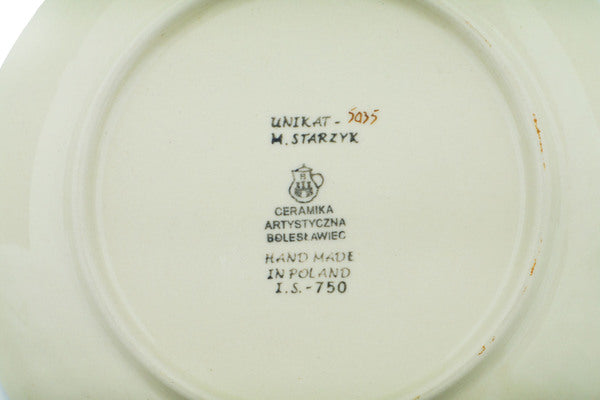 UNIKAT - 5035
M. STARZYK
CERAMIKA
ARTYSTYCZNA
BOLESŁAWIEC
HAND MADE
IN POLAND
I.S. - 750